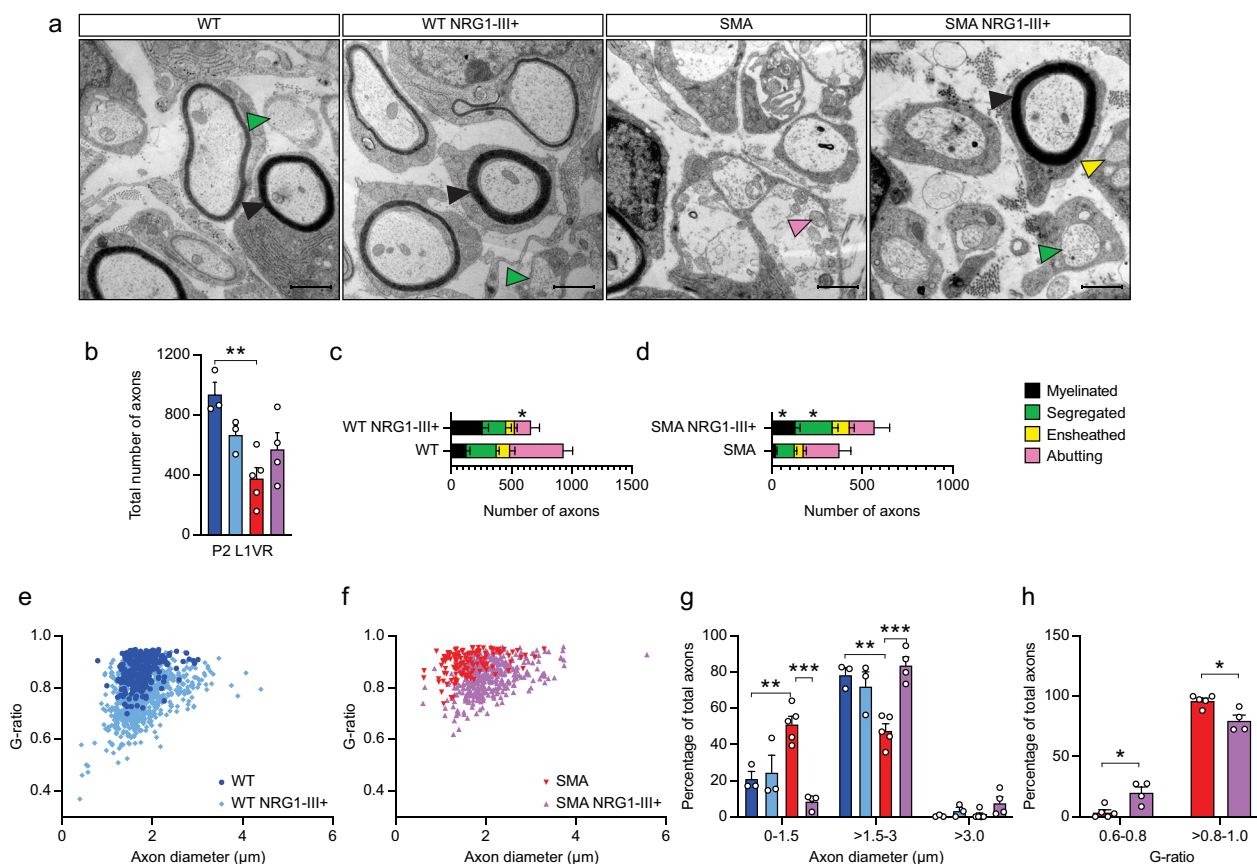 a
WT
WT NRG1-III+
SMA
SMA NRG1-III+
b
Total number of axons
1200
800
400
0
**
P2 L1VR
c
*
WT NRG1-III+
WT
0
500
1000
1500
Number of axons
d
* *
SMA NRG1-III+
SMA
0
500
1000
Number of axons
Myelinated
Segregated
Ensheathed
Abutting
e
G-ratio
1.0
0.8
0.6
0.4
WT
WT NRG1-III+
0
2
4
6
Axon diameter (µm)
f
G-ratio
1.0
0.8
0.6
0.4
SMA
SMA NRG1-III+
0
2
4
6
Axon diameter (µm)
g
Percentage of total axons
100
80
60
40
20
0
**
***
**
***
0-1.5
>1.5-3
>3.0
Axon diameter (µm)
h
Percentage of total axons
150
100
50
0
*
*
0.6-0.8
>0.8-1.0
G-ratio